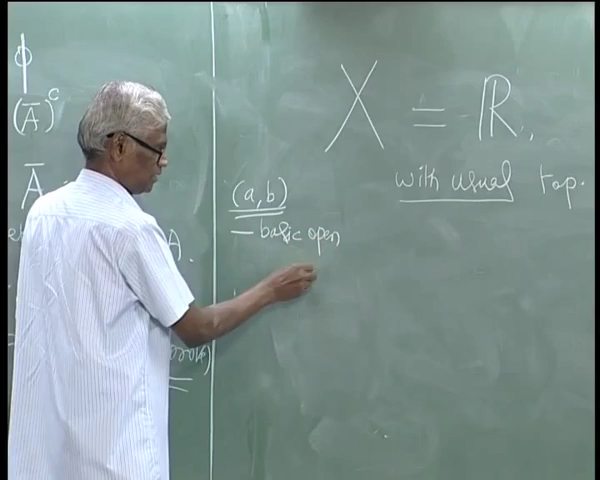 ϕ
(A̅)ᶜ
A̅
A.
X = ℝ,
with usual top.
(a,b)
— basic open